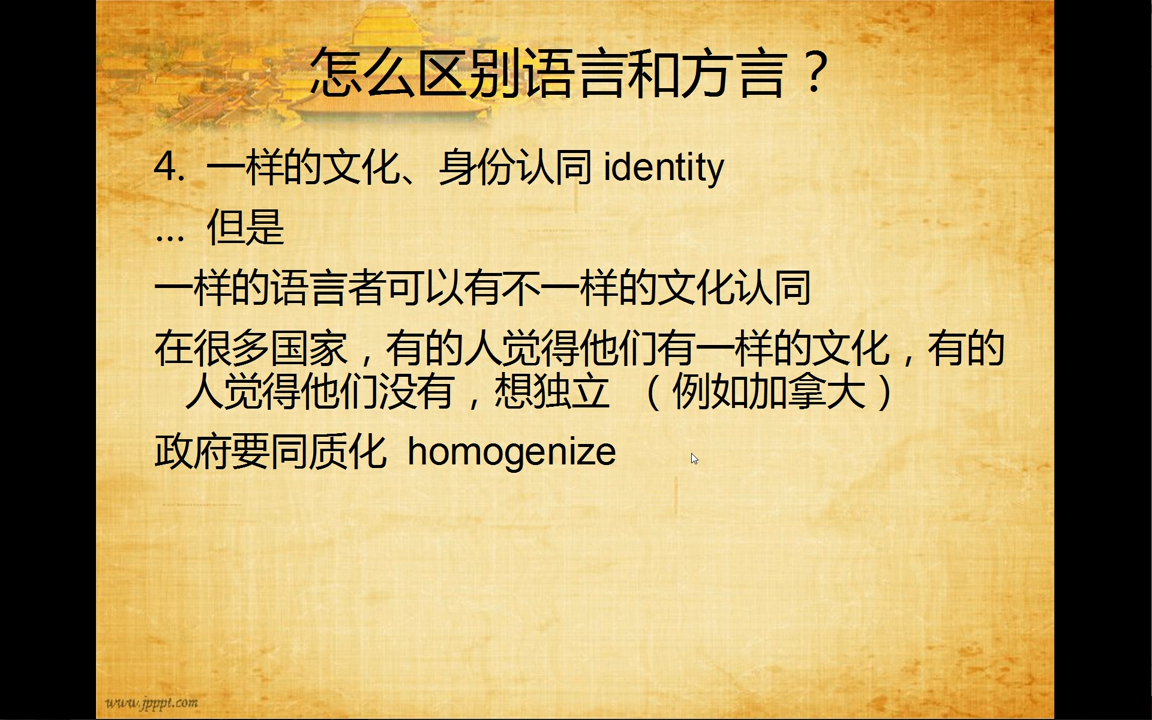 怎么区别语言和方言？
4. 一样的文化、身份认同 identity
… 但是
一样的语言者可以有不一样的文化认同
在很多国家，有的人觉得他们有一样的文化，有的
人觉得他们没有，想独立 （例如加拿大）
政府要同质化 homogenize
www.jpppt.com